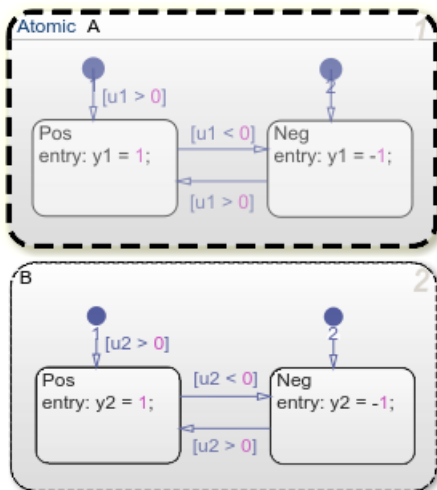 Atomic A
1
1
[u1 > 0]
2
Pos
entry: y1 = 1;
[u1 < 0]
Neg
entry: y1 = -1;
[u1 > 0]
B
2
1
[u2 > 0]
2
Pos
entry: y2 = 1;
[u2 < 0]
Neg
entry: y2 = -1;
[u2 > 0]